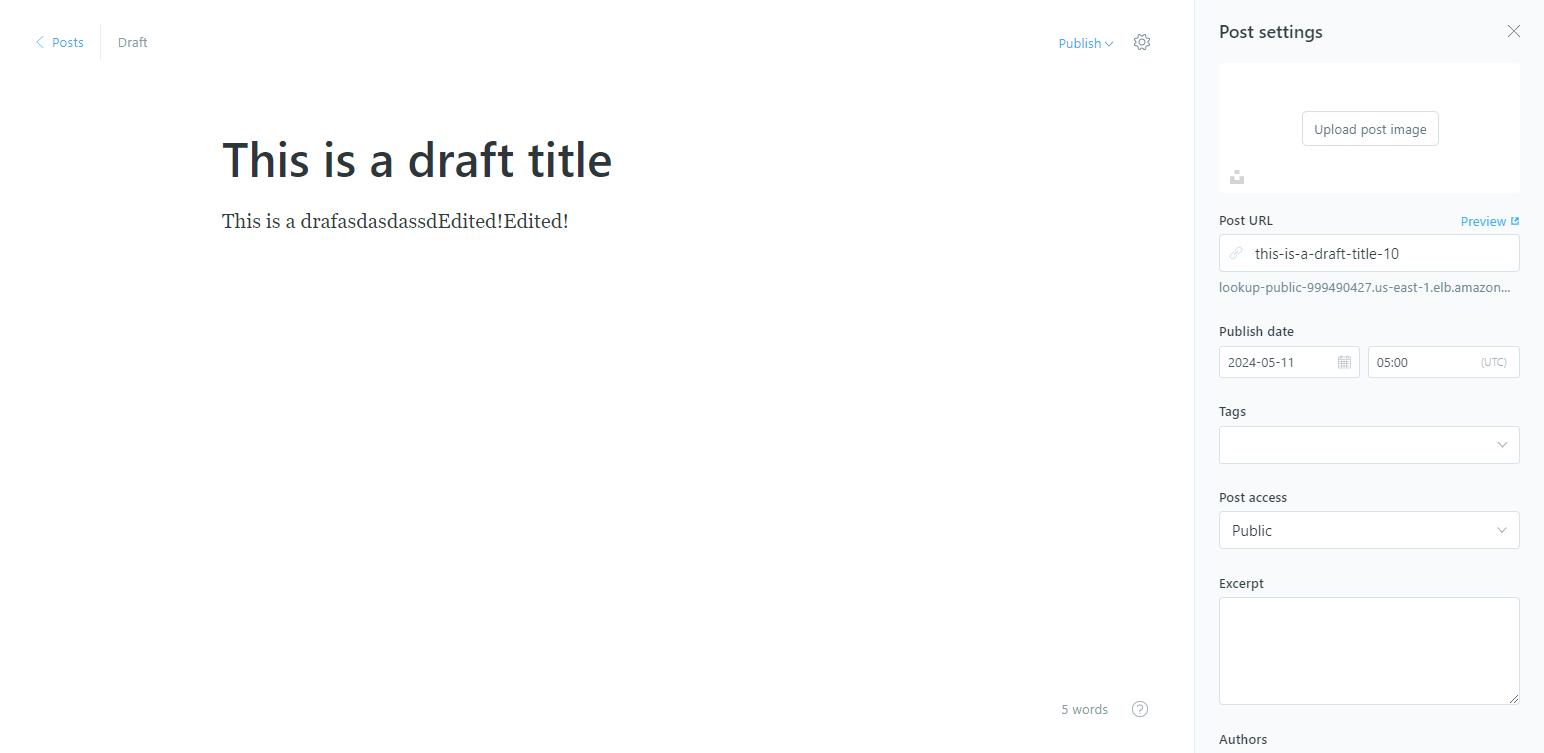 Posts
Draft
Publish
Post settings
Upload post image
This is a draft title
This is a drafasdasdassdEdited!Edited!
Post URL
Preview
this-is-a-draft-title-10
lookup-public-999490427.us-east-1.elb.amazon...
Publish date
2024-05-11
05:00
(UTC)
Tags
Post access
Public
Excerpt
5 words
Authors